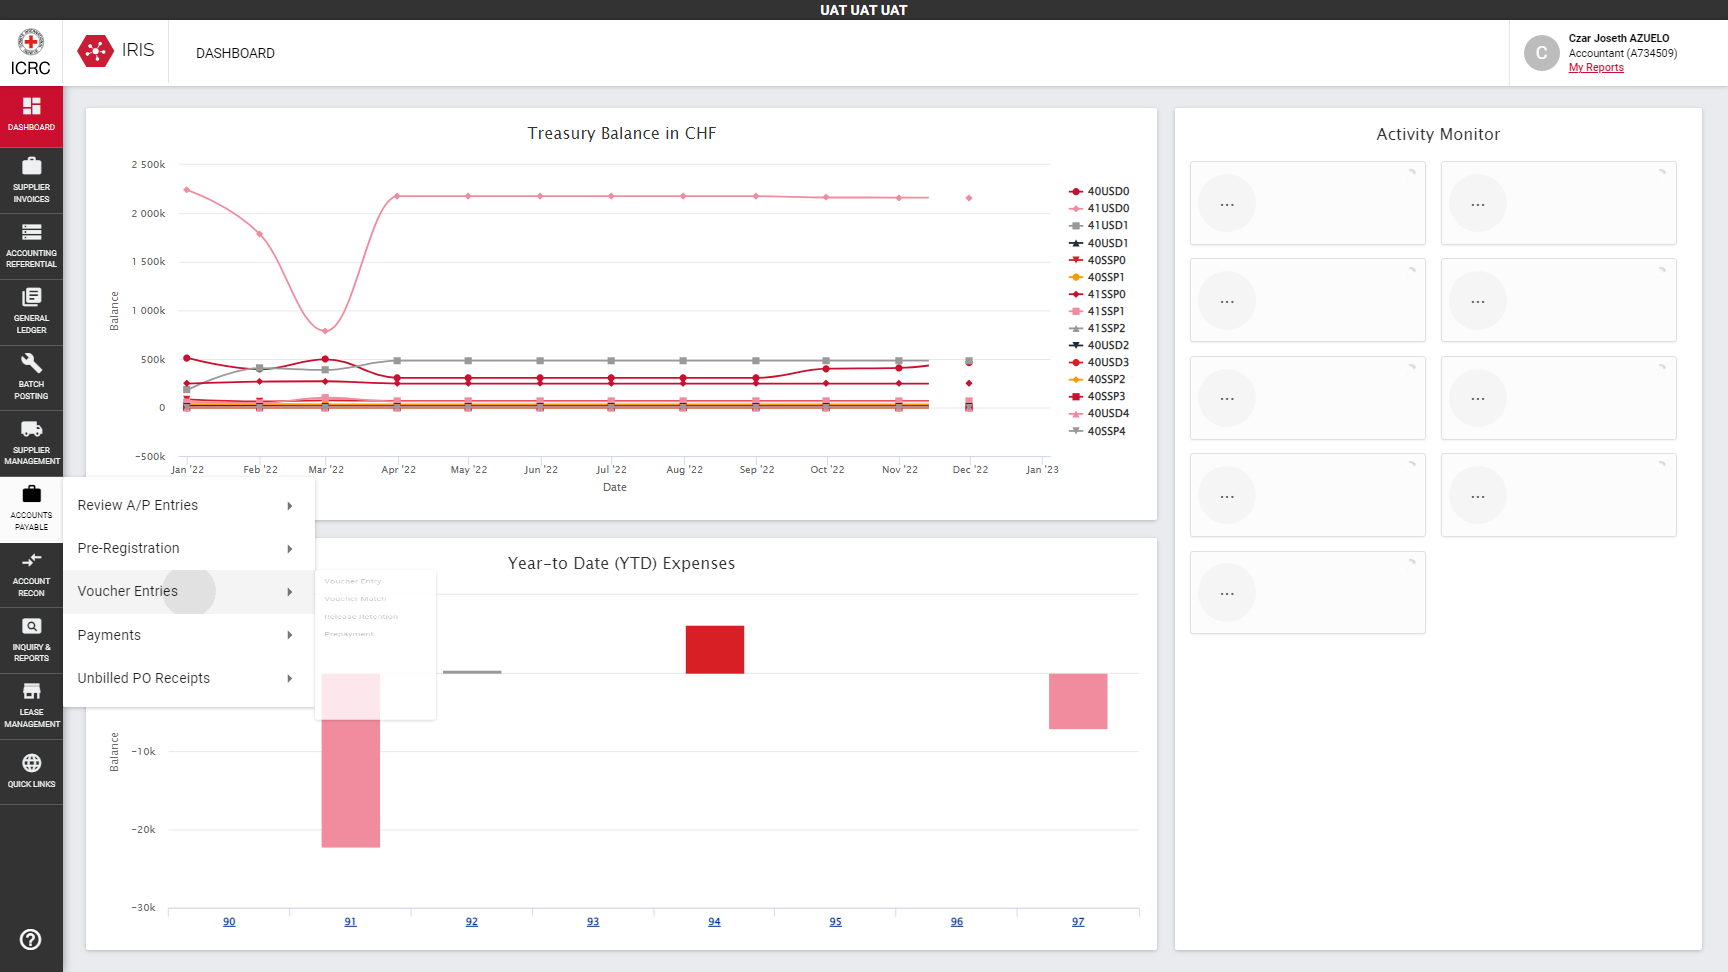 UAT UAT UAT
ICRC
IRIS
DASHBOARD
C
Czar Joseth AZUELO
Accountant (A734509)
My Reports
DASHBOARD
SUPPLIER
INVOICES
ACCOUNTING
REFERENTIAL
GENERAL
LEDGER
BATCH
POSTING
SUPPLIER
MANAGEMENT
ACCOUNTS
PAYABLE
ACCOUNT
RECON
INQUIRY &
REPORTS
LEASE
MANAGEMENT
QUICK LINKS
Review A/P Entries
Pre-Registration
Voucher Entries
Payments
Unbilled PO Receipts
Voucher Entry
Voucher Match
Release Retention
Prepayment
Treasury Balance in CHF
Balance
2 500k
2 000k
1 500k
1 000k
500k
0
-500k
Jan '22
Feb '22
Mar '22
Apr '22
May '22
Jun '22
Jul '22
Aug '22
Sep '22
Oct '22
Nov '22
Dec '22
Jan '23
Date
40USD0
41USD0
41USD1
40USD1
40SSP0
40SSP1
41SSP0
41SSP1
41SSP2
40USD2
40USD3
40SSP2
40SSP3
40USD4
40SSP4
Year-to Date (YTD) Expenses
Balance
-10k
-20k
-30k
90
91
92
93
94
95
96
97
Activity Monitor
...
...
...
...
...
...
...
...
...